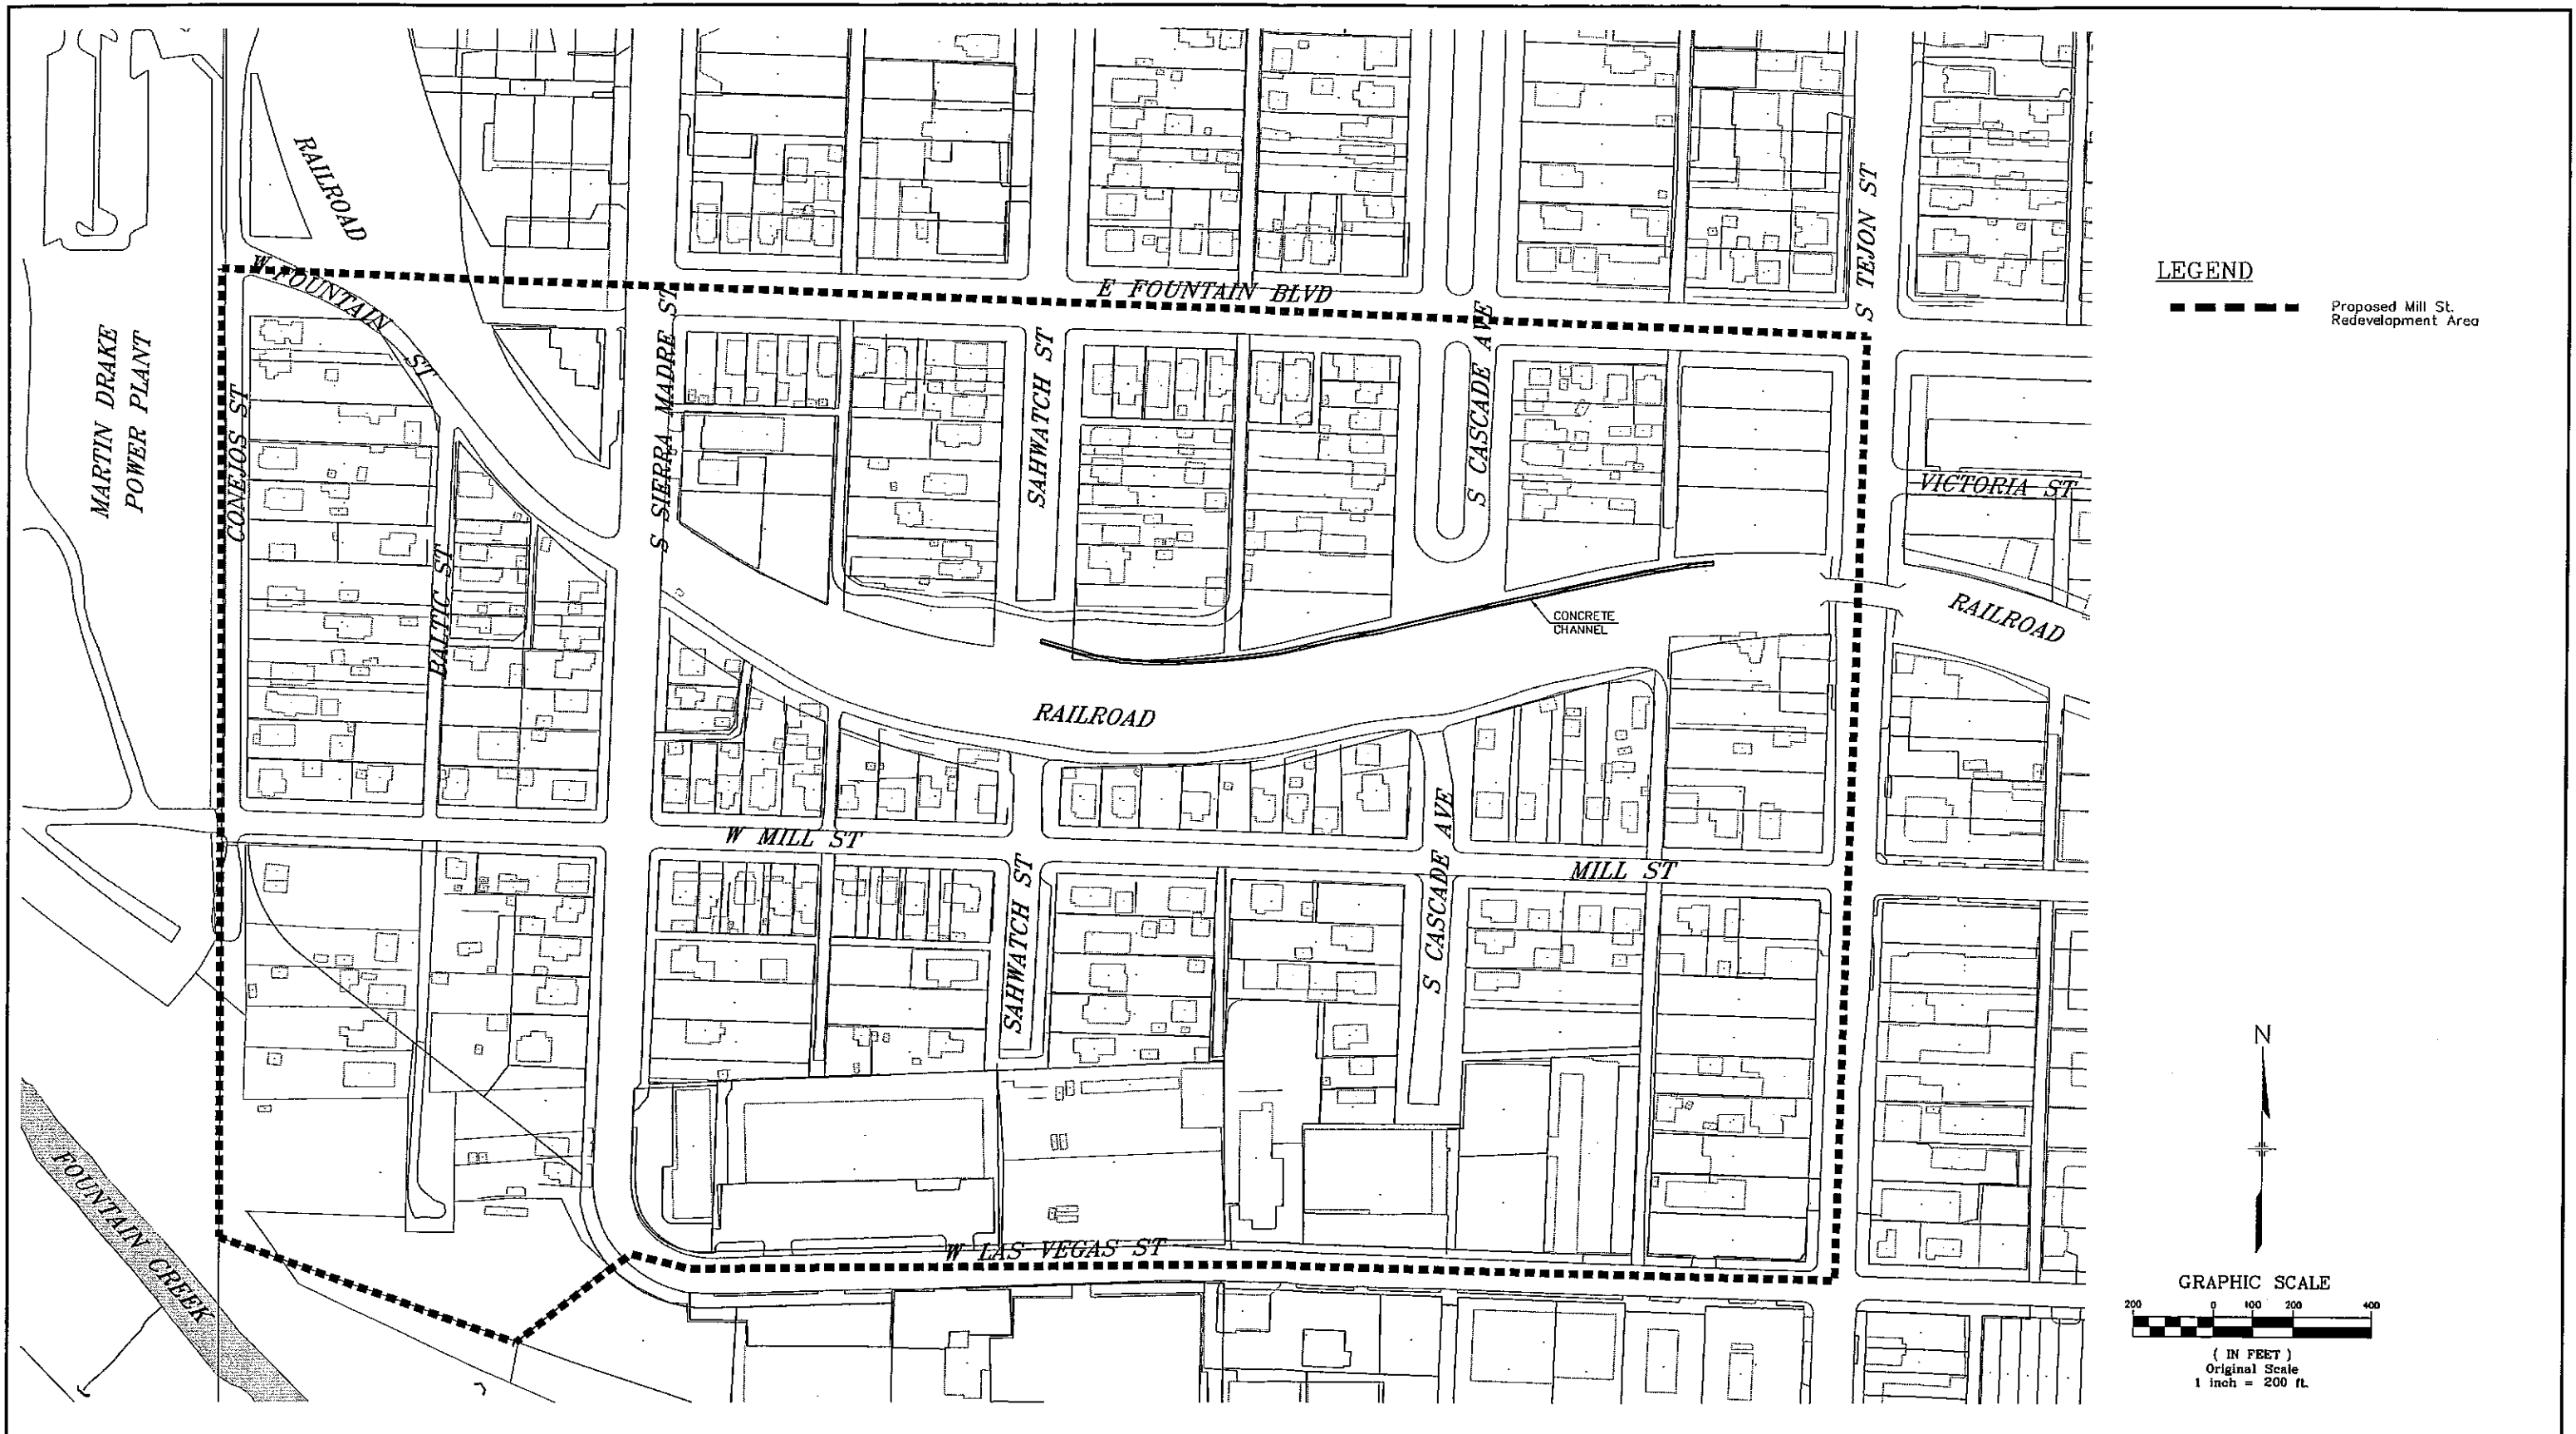 RAILROAD
MARTIN DRAKE
POWER PLANT
W FOUNTAIN
ST
CONEJOS ST
BALTIC ST
S SIERRA MADRE ST
E FOUNTAIN BLVD
SAHWATCH ST
S CASCADE AVE
S TEJON ST
VICTORIA ST
RAILROAD
CONCRETE
CHANNEL
RAILROAD
W MILL ST
MILL ST
SAHWATCH ST
S CASCADE AVE
W LAS VEGAS ST
FOUNTAIN CREEK
LEGEND
Proposed Mill St.
Redevelopment Area
N
GRAPHIC SCALE
200 0 100 200 400
( IN FEET )
Original Scale
1 inch = 200 ft.